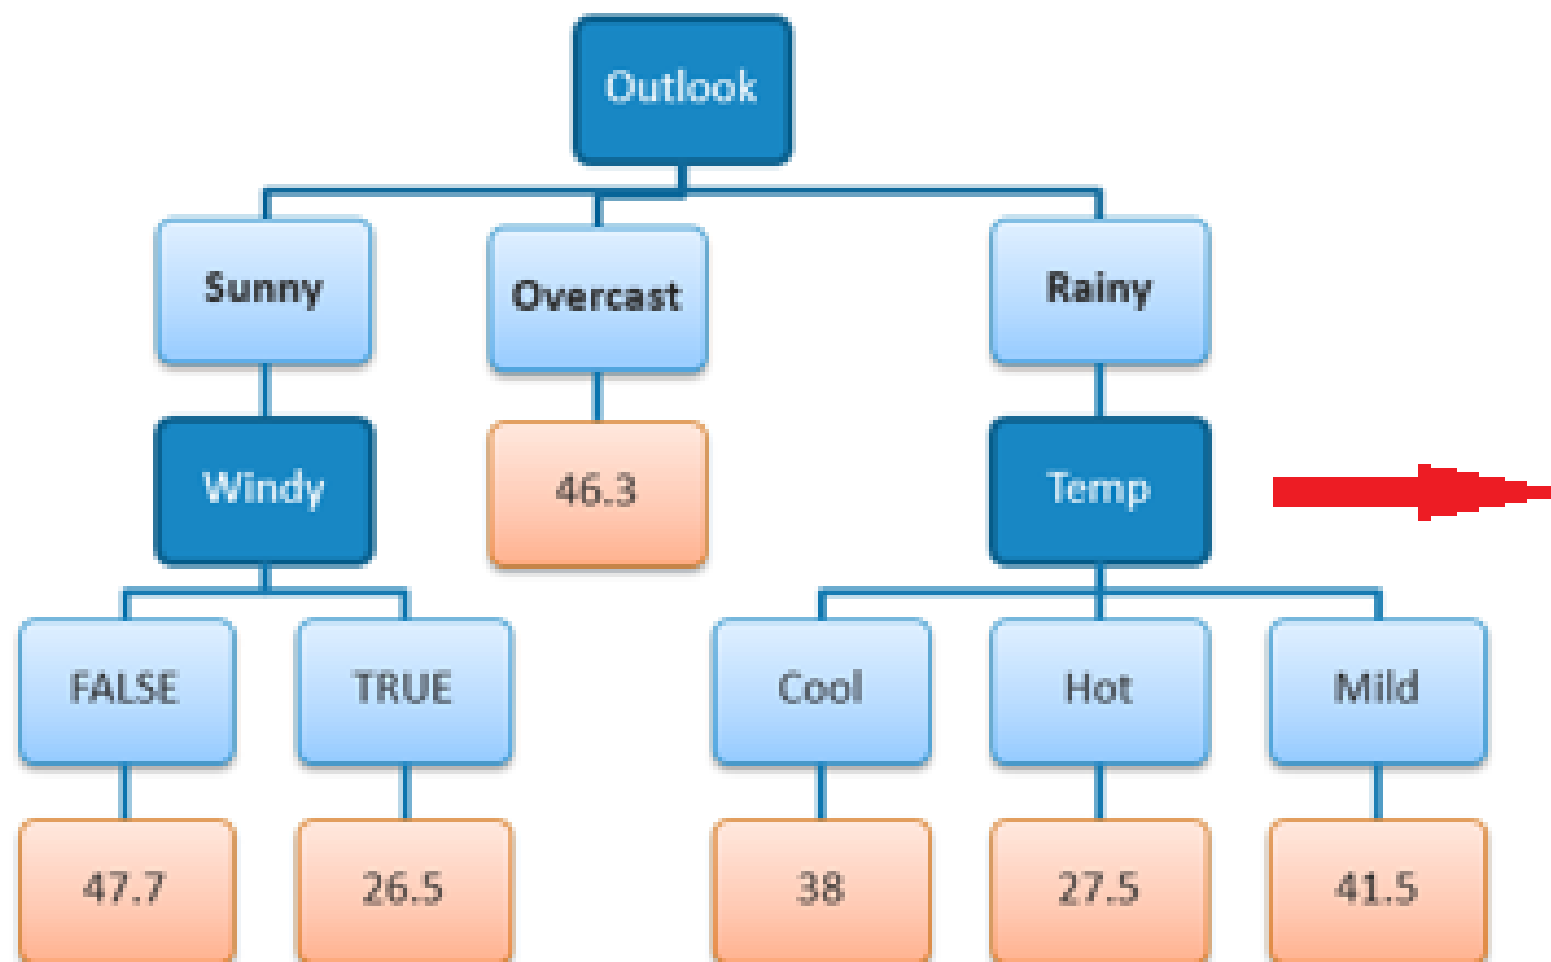 Outlook
Sunny
Overcast
Rainy
Windy
46.3
Temp
FALSE
TRUE
Cool
Hot
Mild
47.7
26.5
38
27.5
41.5